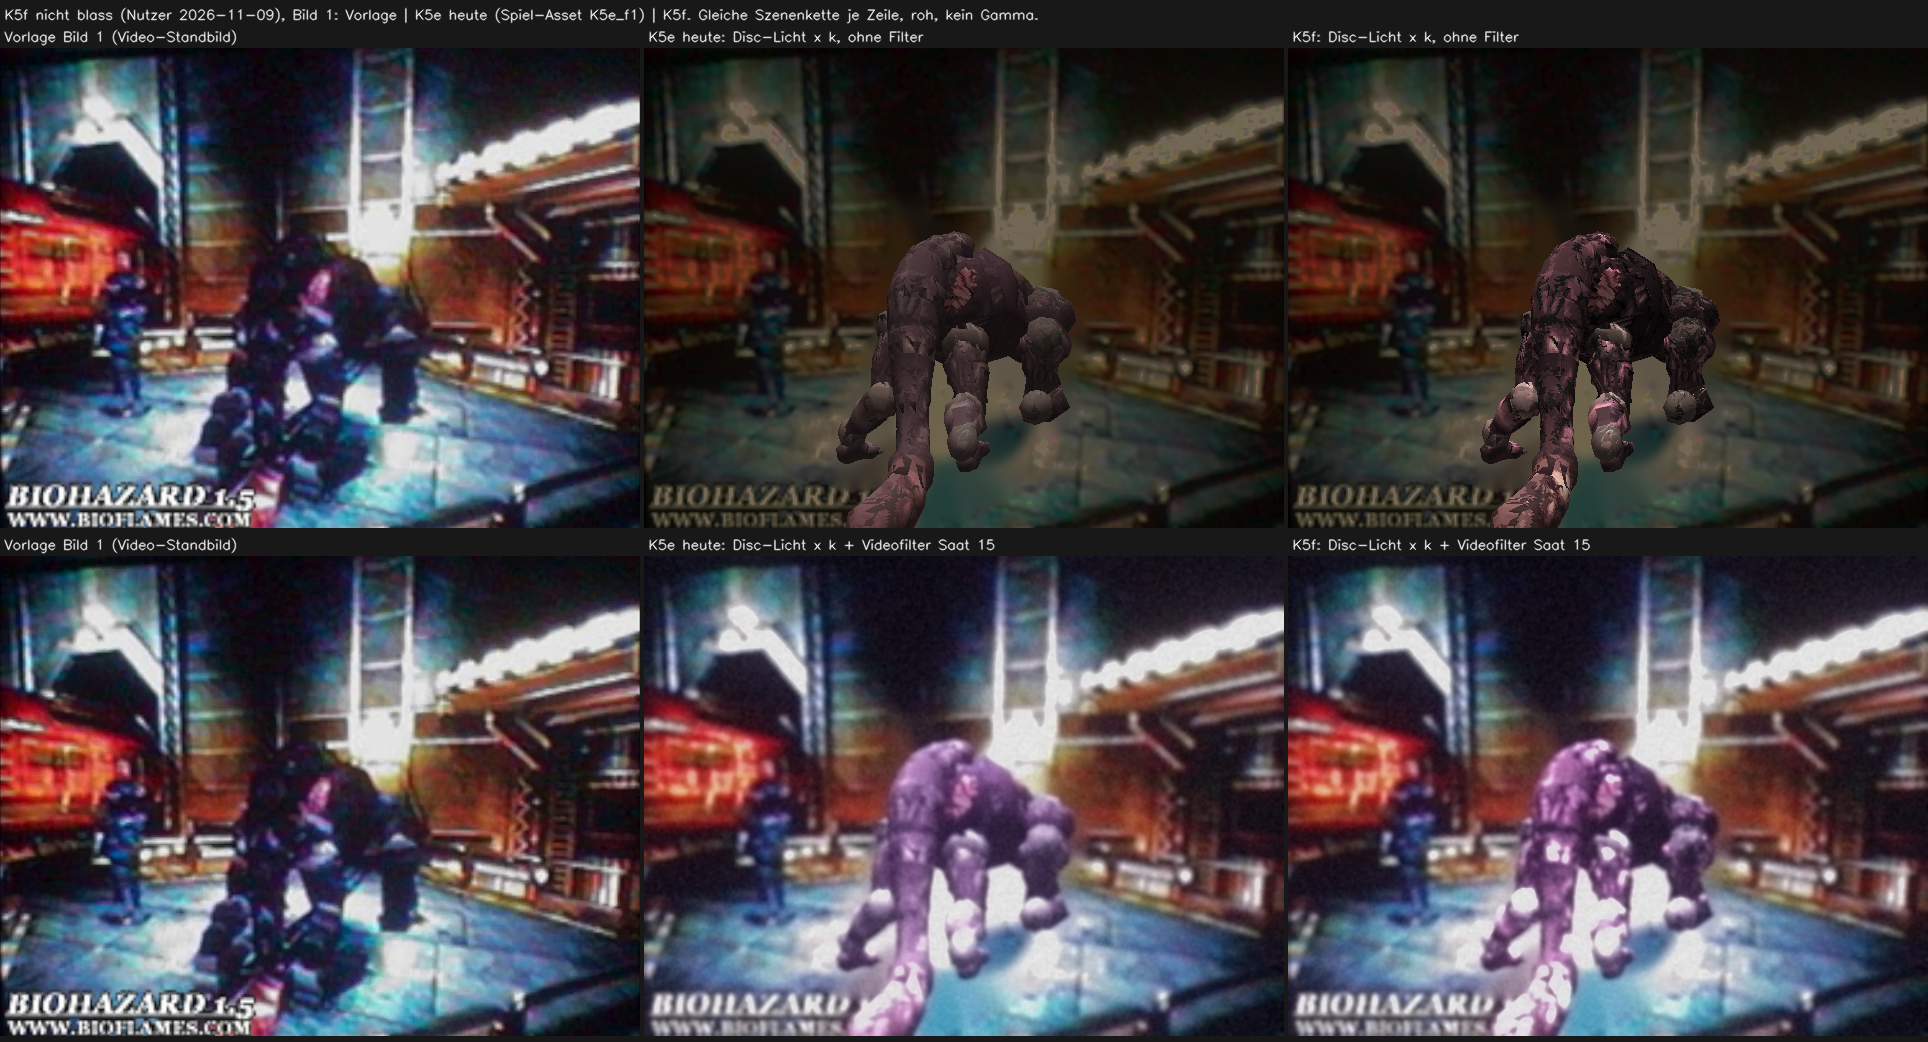 K5f nicht blass (Nutzer 2026-11-09), Bild 1: Vorlage | K5e heute (Spiel-Asset K5e_f1) | K5f. Gleiche Szenenkette je Zeile, roh, kein Gamma.
Vorlage Bild 1 (Video-Standbild)
K5e heute: Disc-Licht x k, ohne Filter
K5f: Disc-Licht x k, ohne Filter
BIOHAZARD 1.5
WWW.BIOFLAMES.COM
BIOHAZARD 1
WWW.BIOFLAMES.
BIOHAZARD
WWW.BIOFLAMES.
Vorlage Bild 1 (Video-Standbild)
K5e heute: Disc-Licht x k + Videofilter Saat 15
K5f: Disc-Licht x k + Videofilter Saat 15
BIOHAZARD 1.5
WWW.BIOFLAMES.COM
BIOHAZARD
WWW.BIOFLAMES.
BIOHAZARD
WWW.BIOFLAMES.